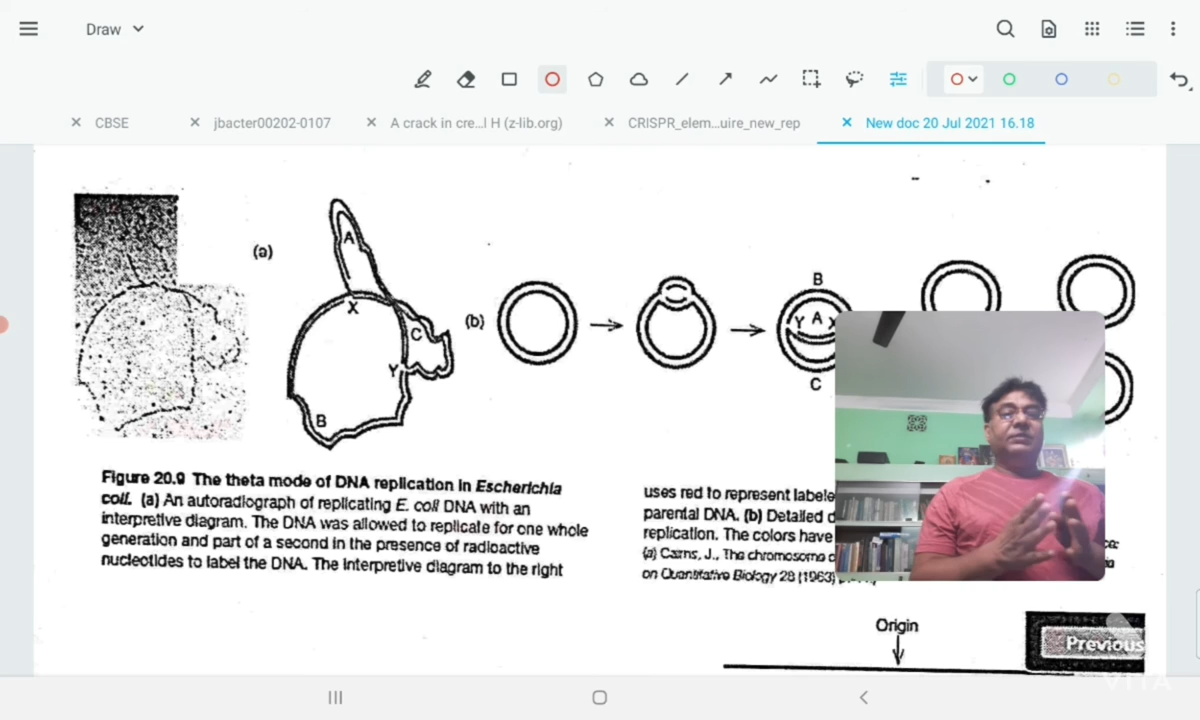 Draw
CBSE
jbacter00202-0107
A crack in cre...l H (z-lib.org)
CRISPR_elem...uire_new_rep
New doc 20 Jul 2021 16.18
(a)
A
X
C
Y
B
(b)
B
Y A X
C
Figure 20.9 The theta mode of DNA replication in Escherichia
coli. (a) An autoradiograph of replicating E. coli DNA with an
interpretive diagram. The DNA was allowed to replicate for one whole
generation and part of a second in the presence of radioactive
nucleotides to label the DNA. The interpretive diagram to the right
uses red to represent labele
parental DNA. (b) Detailed d
replication. The colors have
(a) Cairns, J., The chromosome o
on Quantitative Biology 28 (1963)
Origin
Previous
VITA